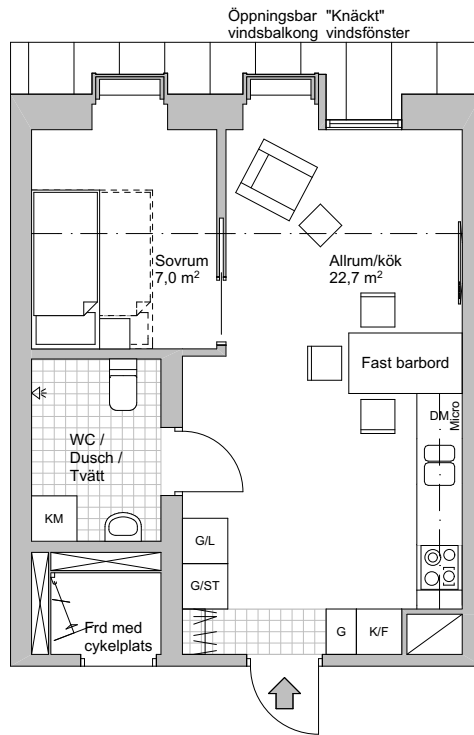 Öppningsbar "Knäckt"
vindsbalkong vindsfönster
Sovrum
7,0 m²
Allrum/kök
22,7 m²
Fast barbord
DM
Micro
WC /
Dusch /
Tvätt
KM
G/L
G/ST
Frd med
cykelplats
G
K/F